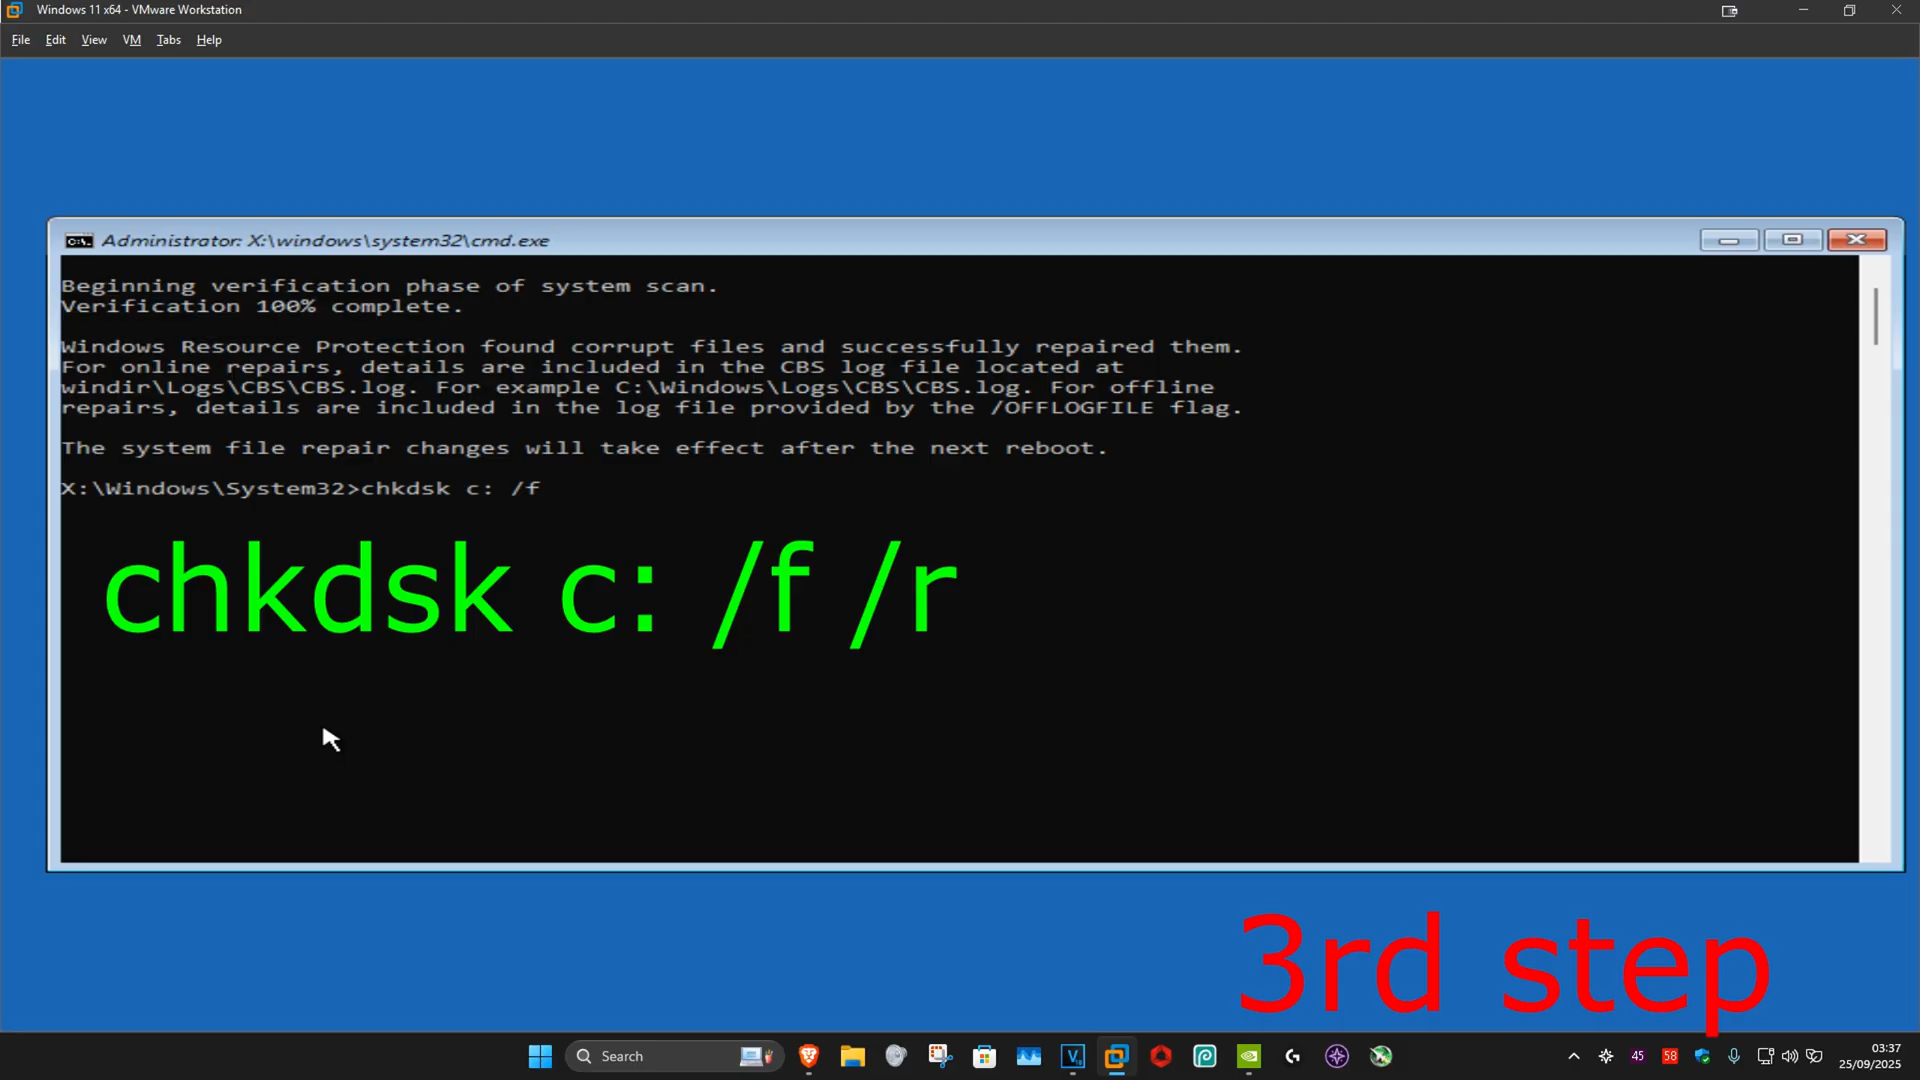 Windows 11 x64 - VMware Workstation
File Edit View VM Tabs Help
Administrator: X:\windows\system32\cmd.exe
Beginning verification phase of system scan.
Verification 100% complete.
Windows Resource Protection found corrupt files and successfully repaired them.
For online repairs, details are included in the CBS log file located at
windir\Logs\CBS\CBS.log. For example C:\Windows\Logs\CBS\CBS.log. For offline
repairs, details are included in the log file provided by the /OFFLOGFILE flag.
The system file repair changes will take effect after the next reboot.
X:\Windows\System32>chkdsk c: /f
chkdsk c: /f /r
3rd step
Search
45
58
03:37
25/09/2025